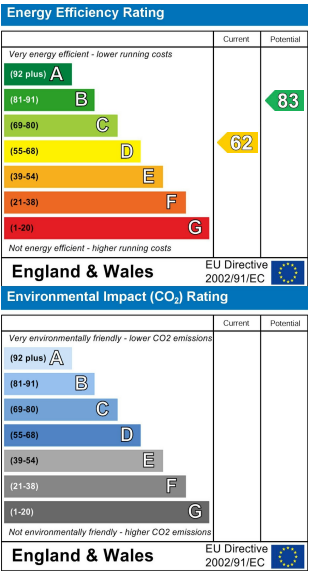 Energy Efficiency Rating
Current Potential
Very energy efficient - lower running costs
(92 plus) A
(81-91) B
83
(69-80) C
(55-68) D
62
(39-54) E
(21-38) F
(1-20) G
Not energy efficient - higher running costs
England & Wales
EU Directive
2002/91/EC
Environmental Impact (CO2) Rating
Current Potential
Very environmentally friendly - lower CO2 emissions
(92 plus) A
(81-91) B
(69-80) C
(55-68) D
(39-54) E
(21-38) F
(1-20) G
Not environmentally friendly - higher CO2 emissions
England & Wales
EU Directive
2002/91/EC